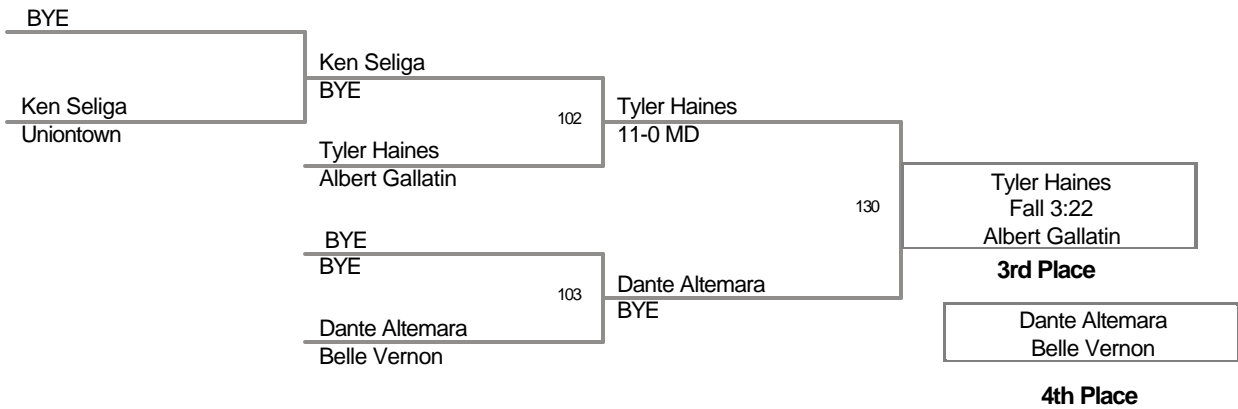 BYE
Ken Seliga
Uniontown
Ken Seliga
BYE
102
Tyler Haines
Albert Gallatin
Tyler Haines
11-0 MD
BYE
BYE
103
Dante Altemara
Belle Vernon
Dante Altemara
BYE
130
Tyler Haines
Fall 3:22
Albert Gallatin
3rd Place
Dante Altemara
Belle Vernon
4th Place